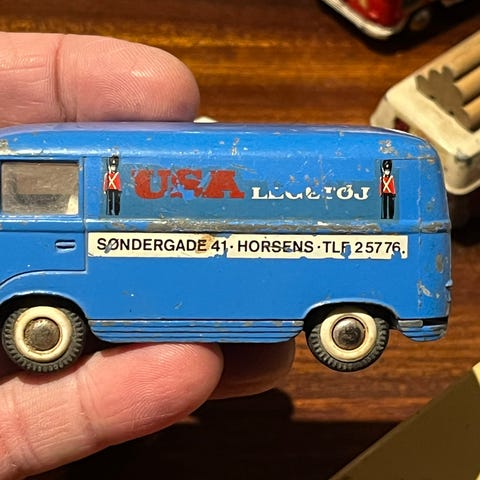 USA LEGETØJ
SØNDERGADE 41 · HORSENS · TLF 25776.